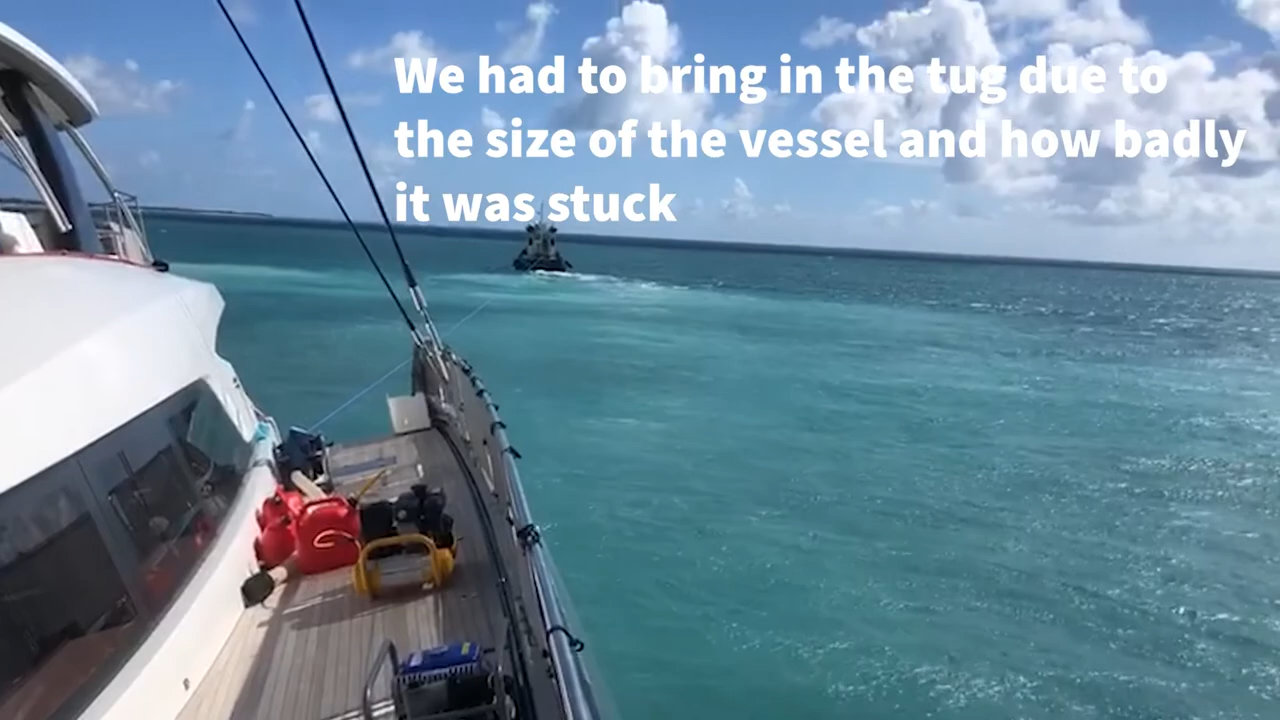 We had to bring in the tug due to
the size of the vessel and how badly
it was stuck